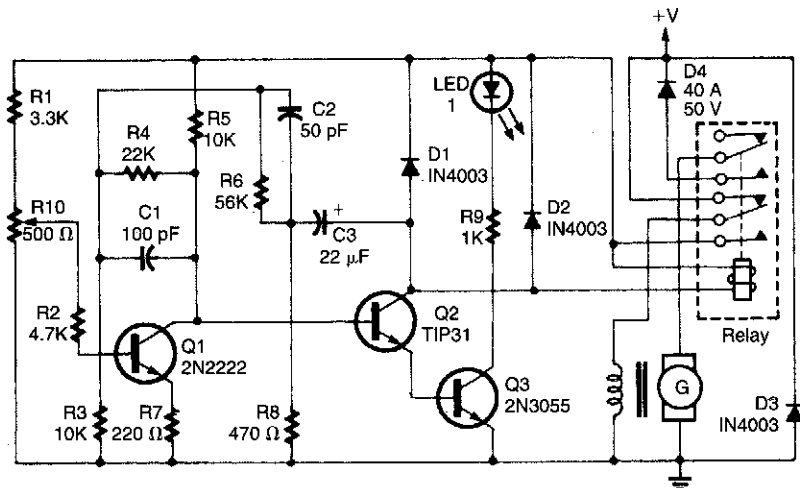 +V
R1
3.3K
R4
22K
R5
10K
C2
50 pF
LED
1
D4
40 A
50 V
R6
56K
D1
IN4003
R10
500 Ω
C1
100 pF
+
C3
22 µF
R9
1K
D2
IN4003
R2
4.7K
Q1
2N2222
Q2
TIP31
Relay
R3
10K
R7
220 Ω
R8
470 Ω
Q3
2N3055
G
D3
IN4003